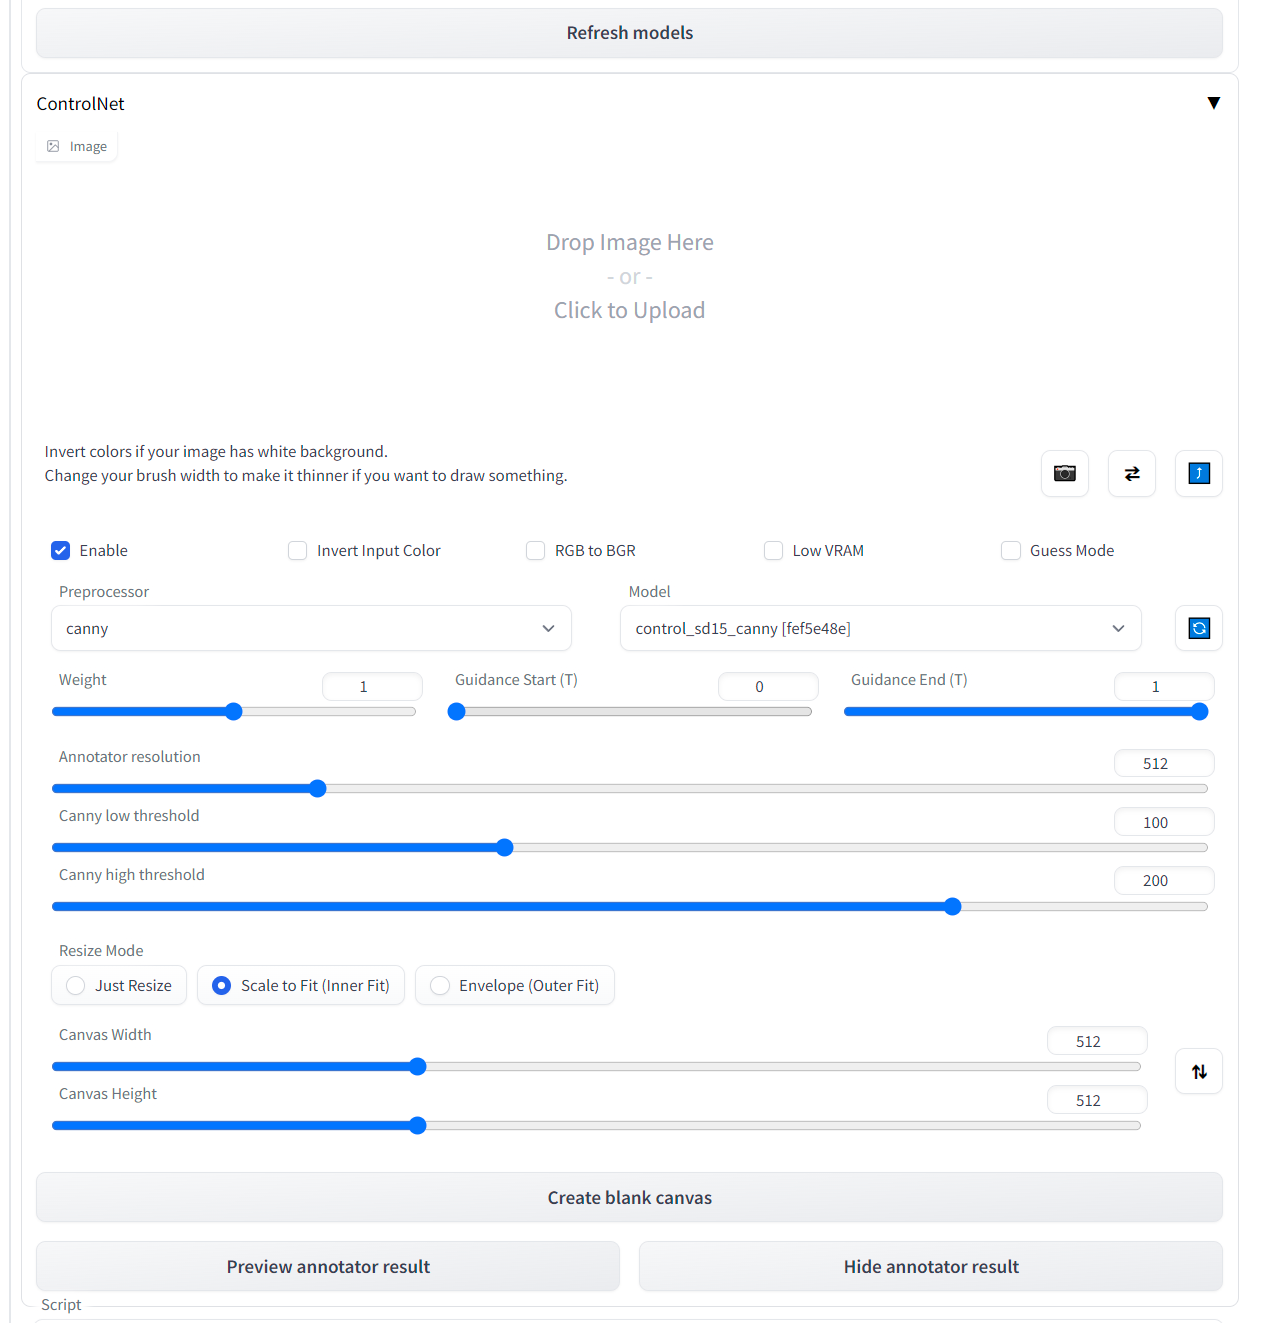 Refresh models
ControlNet
Image
Drop Image Here
- or -
Click to Upload
Invert colors if your image has white background.
Change your brush width to make it thinner if you want to draw something.
Enable
Invert Input Color
RGB to BGR
Low VRAM
Guess Mode
Preprocessor
Model
canny
control_sd15_canny [fef5e48e]
Weight
1
Guidance Start (T)
0
Guidance End (T)
1
Annotator resolution
512
Canny low threshold
100
Canny high threshold
200
Resize Mode
Just Resize
Scale to Fit (Inner Fit)
Envelope (Outer Fit)
Canvas Width
512
Canvas Height
512
Create blank canvas
Preview annotator result
Hide annotator result
Script